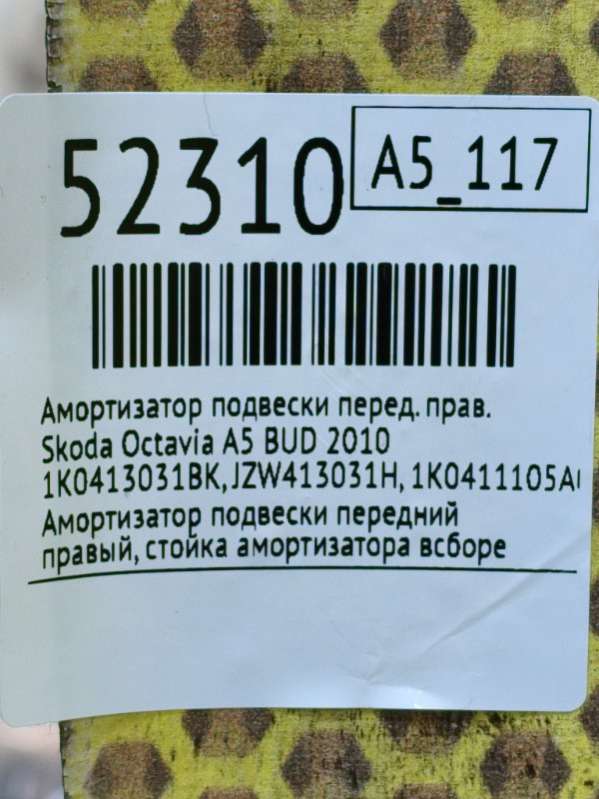 52310
A5_117
Амортизатор подвески перед. прав.
Skoda Octavia A5 BUD 2010
1K0413031BK, JZW413031H, 1K0411105A
Амортизатор подвески передний
правый, стойка амортизатора всборе